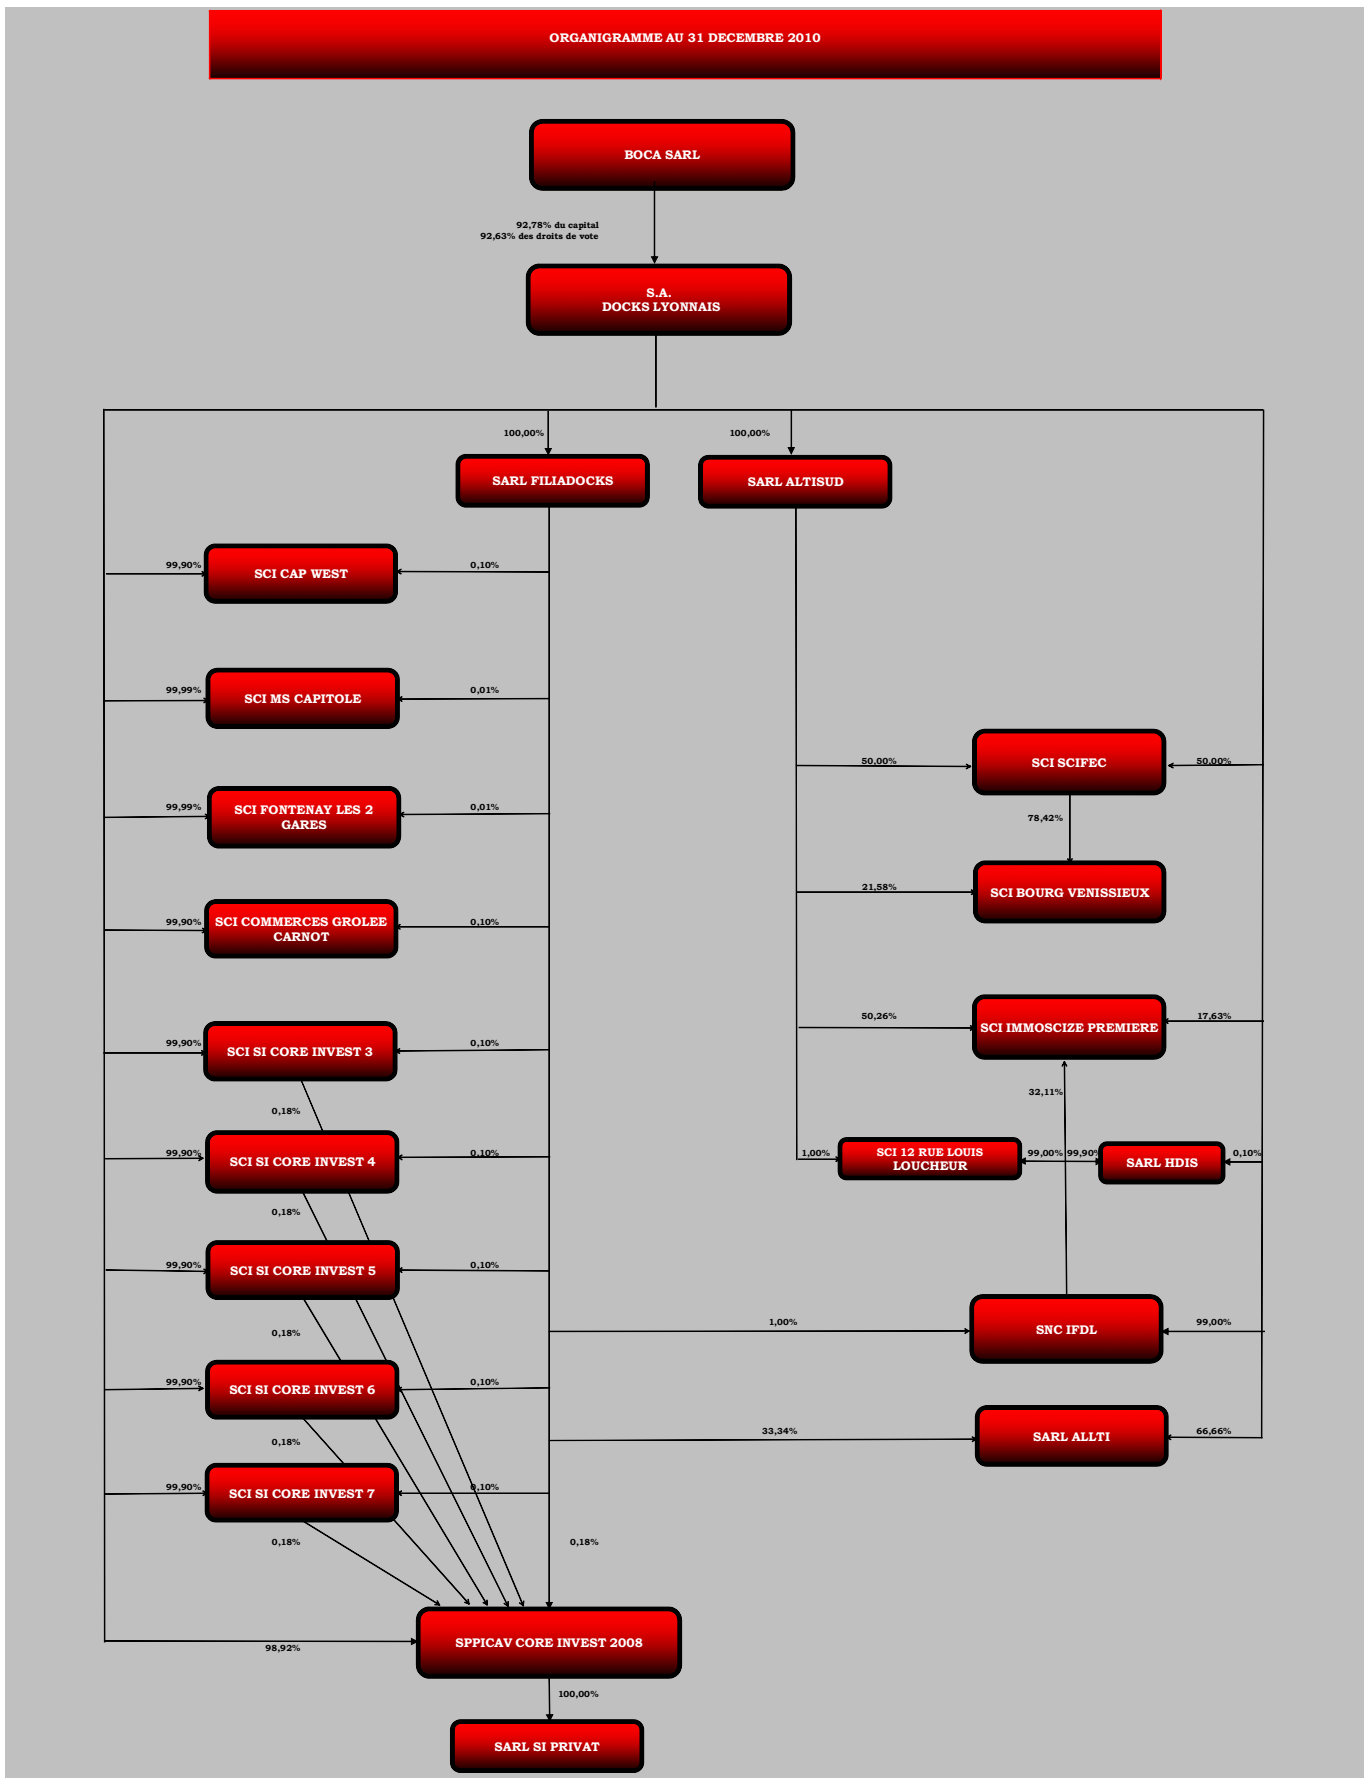 ORGANIGRAMME AU 31 DECEMBRE 2010
BOCA SARL
92,78% du capital
92,63% des droits de vote
S.A.
DOCKS LYONNAIS
100,00%
100,00%
SARL FILIADOCKS
SARL ALTISUD
99,90%
SCI CAP WEST
0,10%
99,99%
SCI MS CAPITOLE
0,01%
50,00%
SCI SCIFEC
50,00%
99,99%
SCI FONTENAY LES 2
GARES
0,01%
78,42%
21,58%
SCI BOURG VENISSIEUX
99,90%
SCI COMMERCES GROLEE
CARNOT
0,10%
50,26%
SCI IMMOSCIZE PREMIERE
17,63%
99,90%
SCI SI CORE INVEST 3
0,10%
32,11%
0,18%
99,90%
SCI SI CORE INVEST 4
0,10%
1,00%
SCI 12 RUE LOUIS
LOUCHEUR
99,00%
99,90%
SARL HDIS
0,10%
0,18%
99,90%
SCI SI CORE INVEST 5
0,10%
0,18%
1,00%
SNC IFDL
99,00%
99,90%
SCI SI CORE INVEST 6
0,10%
0,18%
33,34%
SARL ALLTI
66,66%
99,90%
SCI SI CORE INVEST 7
0,10%
0,18%
0,18%
98,92%
SPPICAV CORE INVEST 2008
100,00%
SARL SI PRIVAT